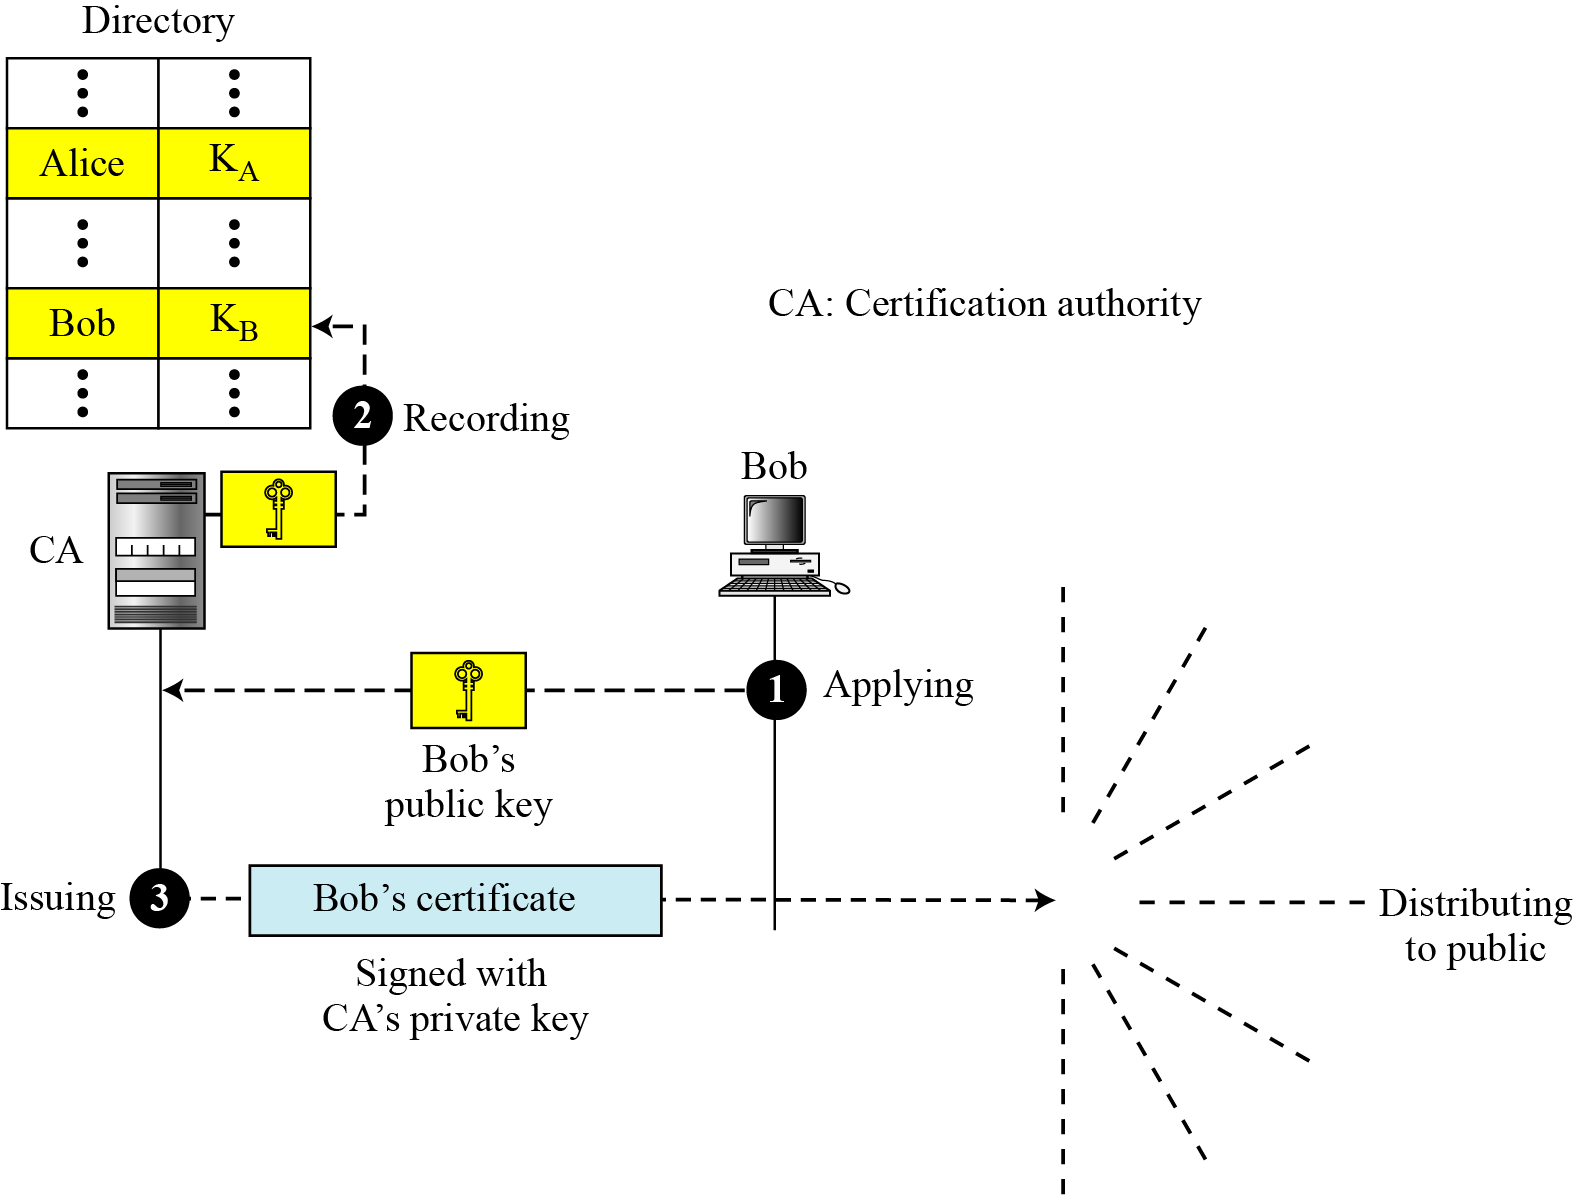 Directory
Alice K_A
Bob K_B
CA: Certification authority
2 Recording
Bob
CA
1 Applying
Bob’s
public key
Issuing 3 Bob’s certificate
Signed with
CA’s private key
Distributing
to public